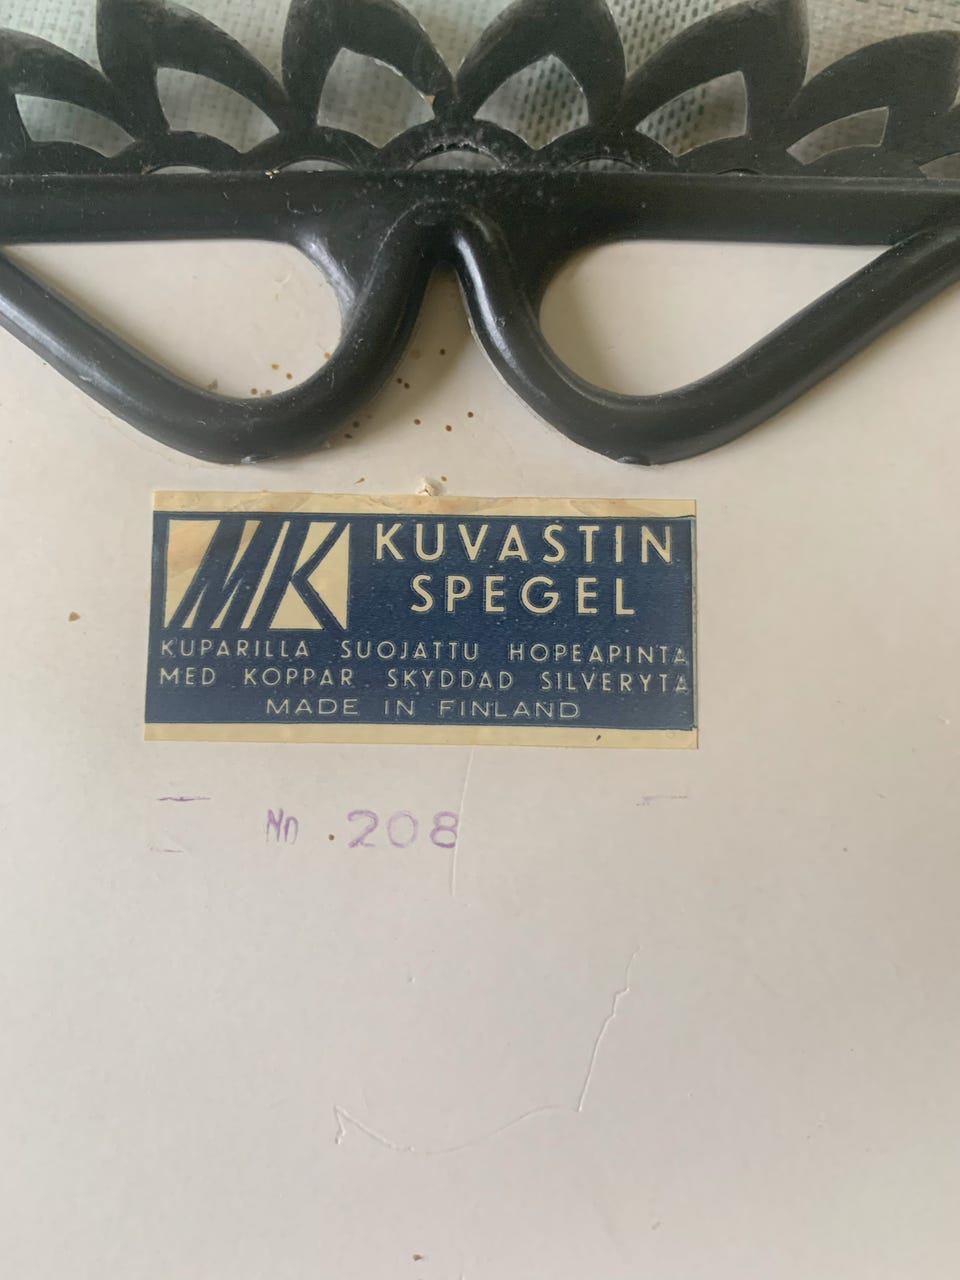 MK KUVASTIN
SPEGEL
KUPARILLA SUOJATTU HOPEAPINTA
MED KOPPAR SKYDDAD SILVERYTA
MADE IN FINLAND
No. 208